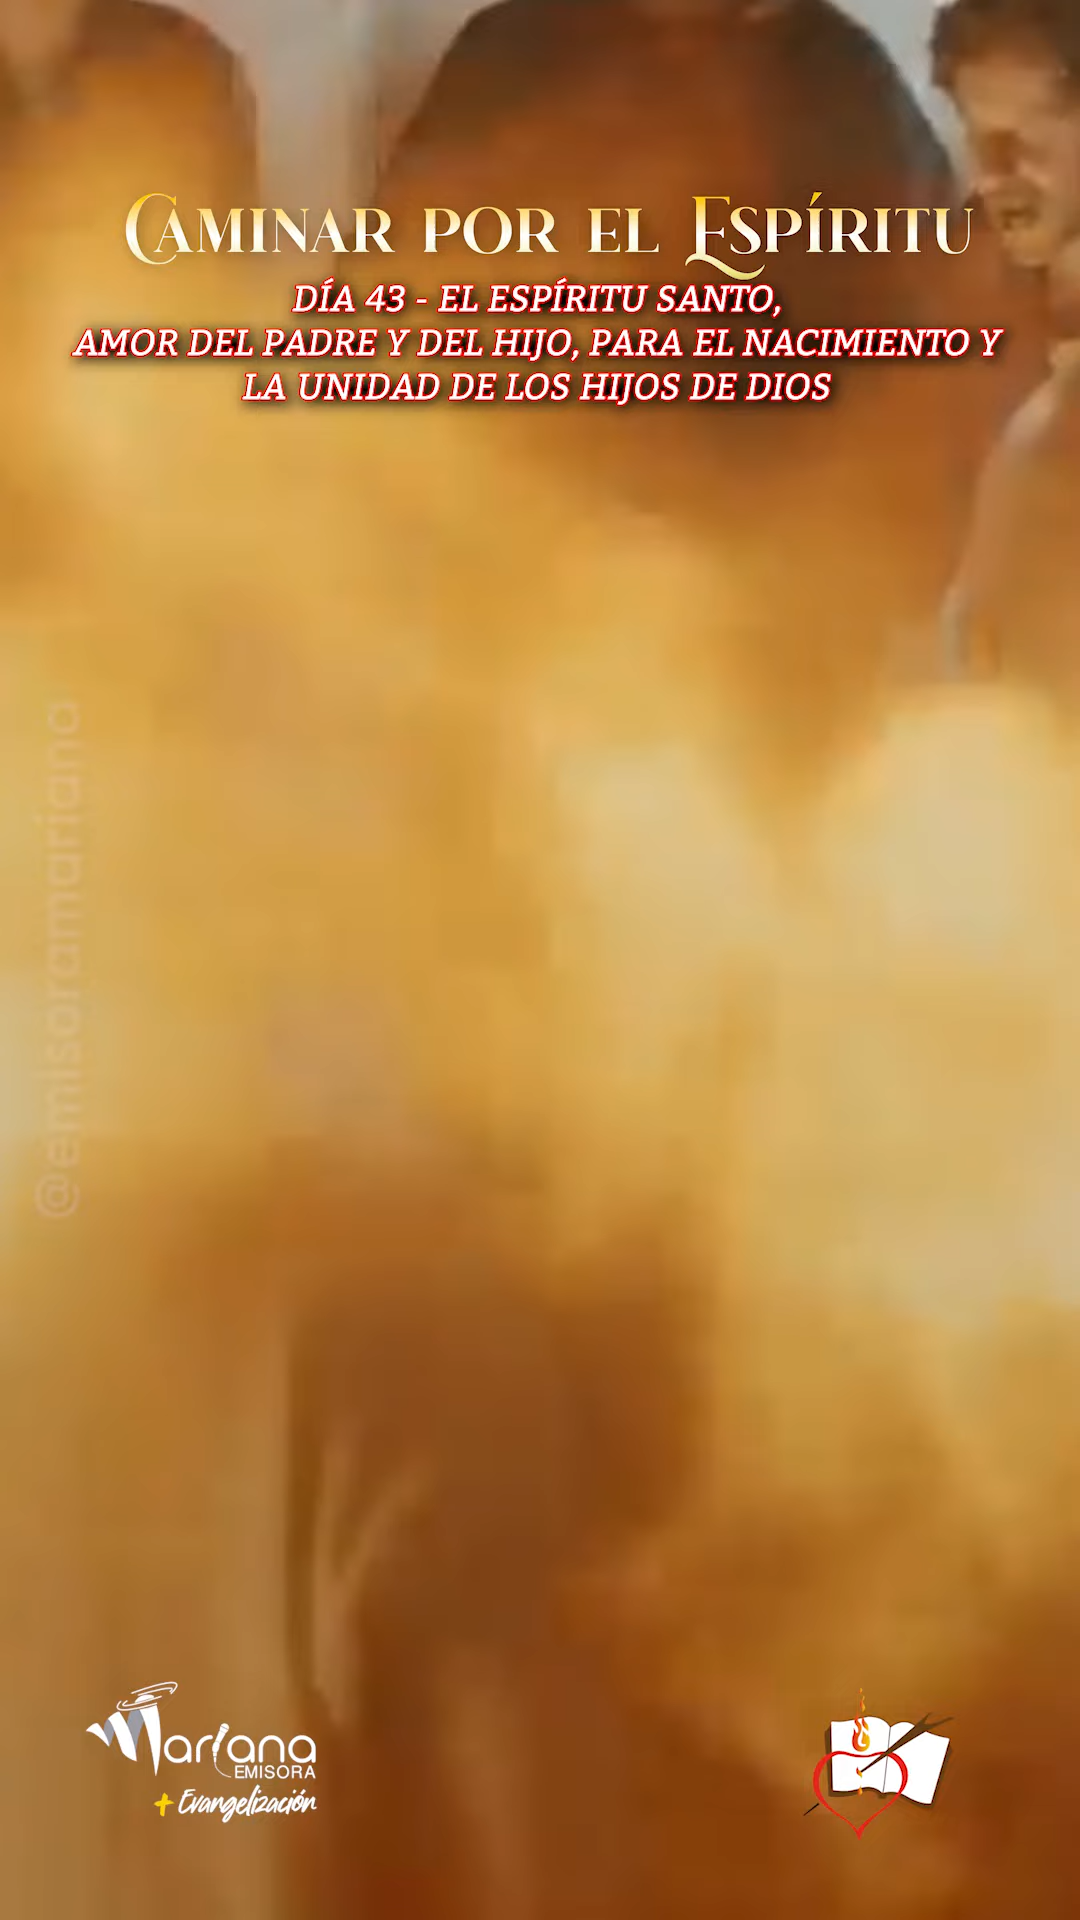 CAMINAR POR EL ESPÍRITU
DÍA 43 - EL ESPÍRITU SANTO,
AMOR DEL PADRE Y DEL HIJO, PARA EL NACIMIENTO Y
LA UNIDAD DE LOS HIJOS DE DIOS
@emisoramariana
Mariana
EMISORA
+ Evangelización